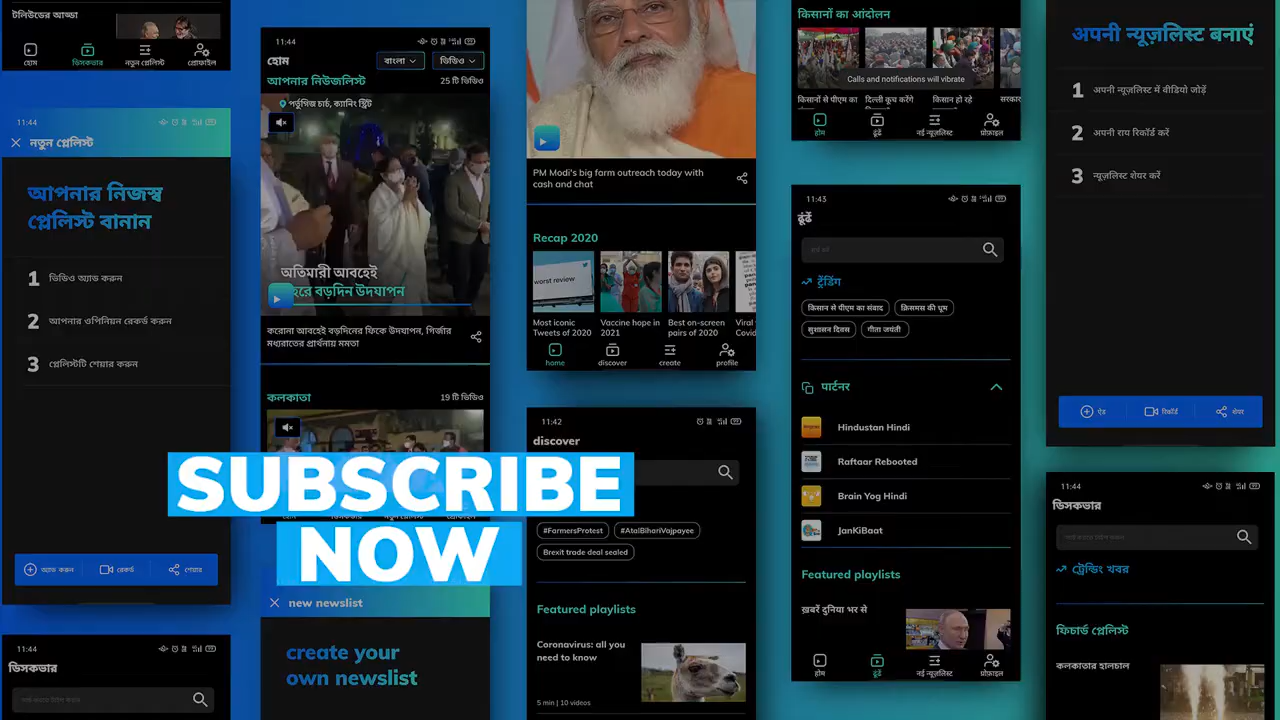 টলিউডের আড্ডা
হোম
ডিসকভার
নতুন প্লেলিস্ট
প্রোফাইল
11:44
নতুন প্লেলিস্ট
আপনার নিজস্ব
প্লেলিস্ট বানান
1 ভিডিও অ্যাড করুন
2 আপনার ওপিনিয়ন রেকর্ড করুন
3 প্লেলিস্টটি শেয়ার করুন
অ্যাড করুন
রেকর্ড
শেয়ার
11:44
ডিসকভার
11:44
হোম
বাংলা
ভিডিও
আপনার নিউজলিস্ট
25 টি ভিডিও
পর্তুগিজ চার্চ, ক্যানিং স্ট্রিট
অতিমারী আবহেই
হরে বড়দিন উদযাপন
করোনা আবহেই বড়দিনের ফিকে উদযাপন, গির্জার
মধ্যরাতের প্রার্থনায় মমতা
কলকাতা
19 টি ভিডিও
SUBSCRIBE
NOW
new newslist
create your
own newslist
PM Modi's big farm outreach today with
cash and chat
Recap 2020
worst review
Most iconic
Tweets of 2020
Vaccine hope in
2021
Best on-screen
pairs of 2020
Viral
Covid
home
discover
create
profile
11:42
discover
#FarmersProtest
#AtalBihariVajpayee
Brexit trade deal sealed
Featured playlists
Coronavirus: all you
need to know
5 min | 10 videos
किसानों का आंदोलन
Calls and notifications will vibrate
किसानों से पीएम का
दिल्ली कूच करेंगे
किसान हो रहे
सरका
होम
ढूंढें
नई न्यूज़लिस्ट
प्रोफ़ाइल
11:43
ढूंढें
सर्च करें
ट्रेंडिंग
किसान से पीएम का संवाद
क्रिसमस की धूम
सुशासन दिवस
गीता जयंती
पार्टनर
Hindustan Hindi
Raftaar Rebooted
Brain Yog Hindi
JanKiBaat
Featured playlists
ख़बरें दुनिया भर से
होम
ढूंढें
नई न्यूज़लिस्ट
प्रोफ़ाइल
अपनी न्यूज़लिस्ट बनाएं
1 अपनी न्यूज़लिस्ट में वीडियो जोड़ें
2 अपनी राय रिकॉर्ड करें
3 न्यूज़लिस्ट शेयर करें
ऐड
रिकॉर्ड
शेयर
11:44
ডিসকভার
ট্রেন্ডিং খবর
ফিচার্ড প্লেলিস্ট
কলকাতার হালচাল